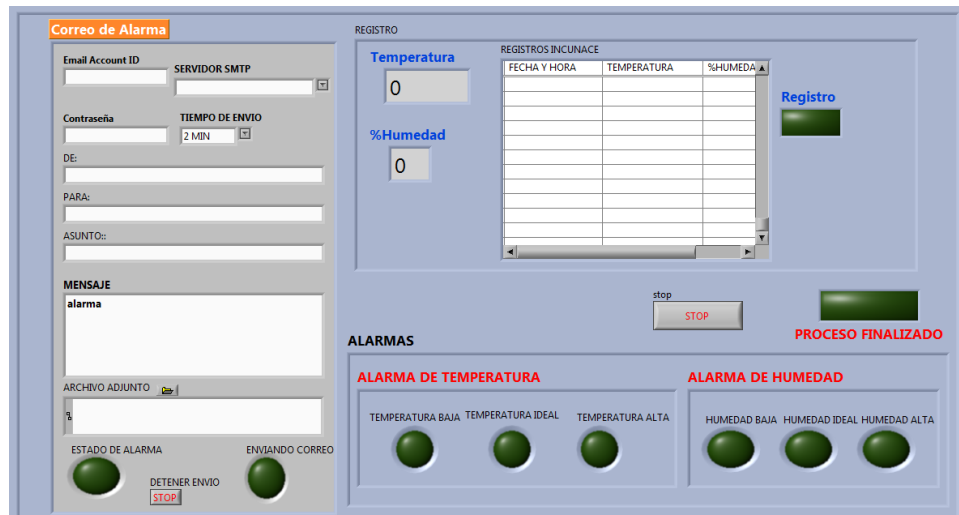 Correo de Alarma
Email Account ID
SERVIDOR SMTP
Contraseña
TIEMPO DE ENVIO
2 MIN
DE:
PARA:
ASUNTO::
MENSAJE
alarma
ARCHIVO ADJUNTO
ESTADO DE ALARMA
ENVIANDO CORREO
DETENER ENVIO
STOP
REGISTRO
Temperatura
0
%Humedad
0
REGISTROS INCUNACE
FECHA Y HORA TEMPERATURA %HUMEDA
Registro
stop
STOP
PROCESO FINALIZADO
ALARMAS
ALARMA DE TEMPERATURA
TEMPERATURA BAJA TEMPERATURA IDEAL TEMPERATURA ALTA
ALARMA DE HUMEDAD
HUMEDAD BAJA HUMEDAD IDEAL HUMEDAD ALTA